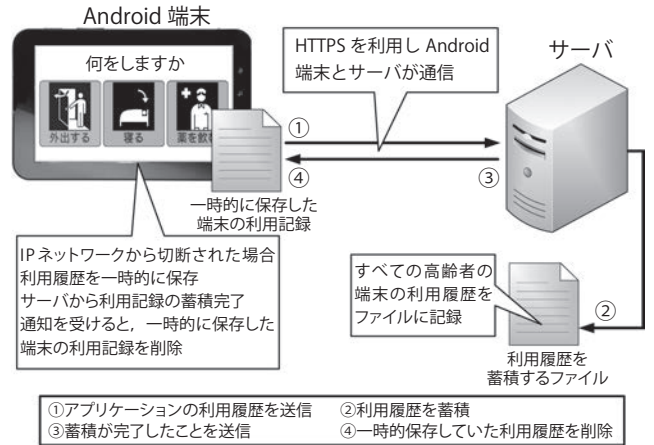 Android 端末
何をしますか
外出する
寝る
薬を飲む
HTTPS を利用し Android
端末とサーバが通信
サーバ
①
④
③
一時的に保存した
端末の利用記録
IP ネットワークから切断された場合
利用履歴を一時的に保存
サーバから利用記録の蓄積完了
通知を受けると，一時的に保存した
端末の利用記録を削除
すべての高齢者の
端末の利用履歴を
ファイルに記録
②
利用履歴を
蓄積するファイル
①アプリケーションの利用履歴を送信 ②利用履歴を蓄積
③蓄積が完了したことを送信 ④一時的保存していた利用履歴を削除